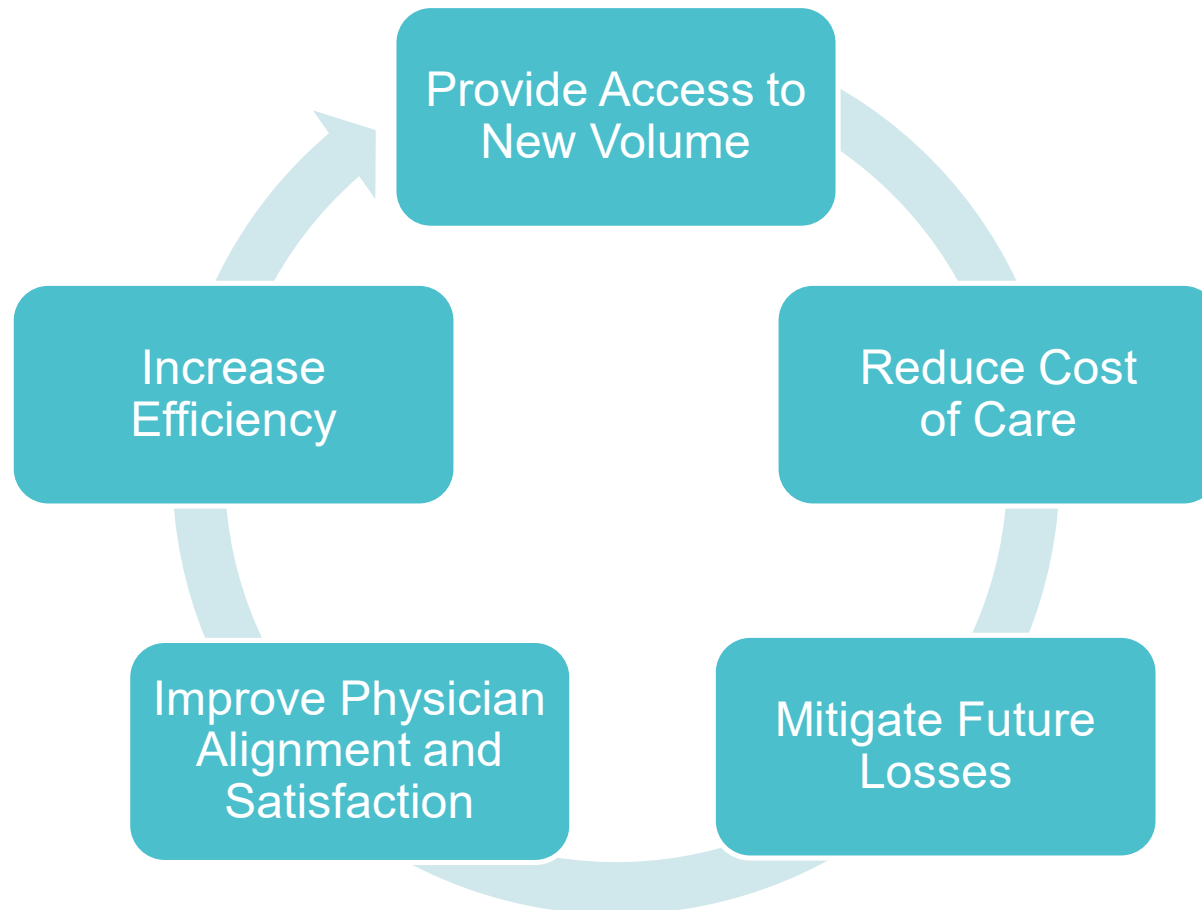 Provide Access to
New Volume
Reduce Cost
of Care
Mitigate Future
Losses
Improve Physician
Alignment and
Satisfaction
Increase
Efficiency